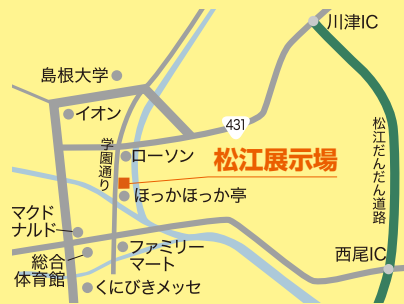 川津IC
島根大学
イオン
431
学園通り
ローソン
松江展示場
松江だんだん道路
ほっかほっか亭
マクド
ナルド
ファミリー
マート
西尾IC
総合
体育館
くにびきメッセ